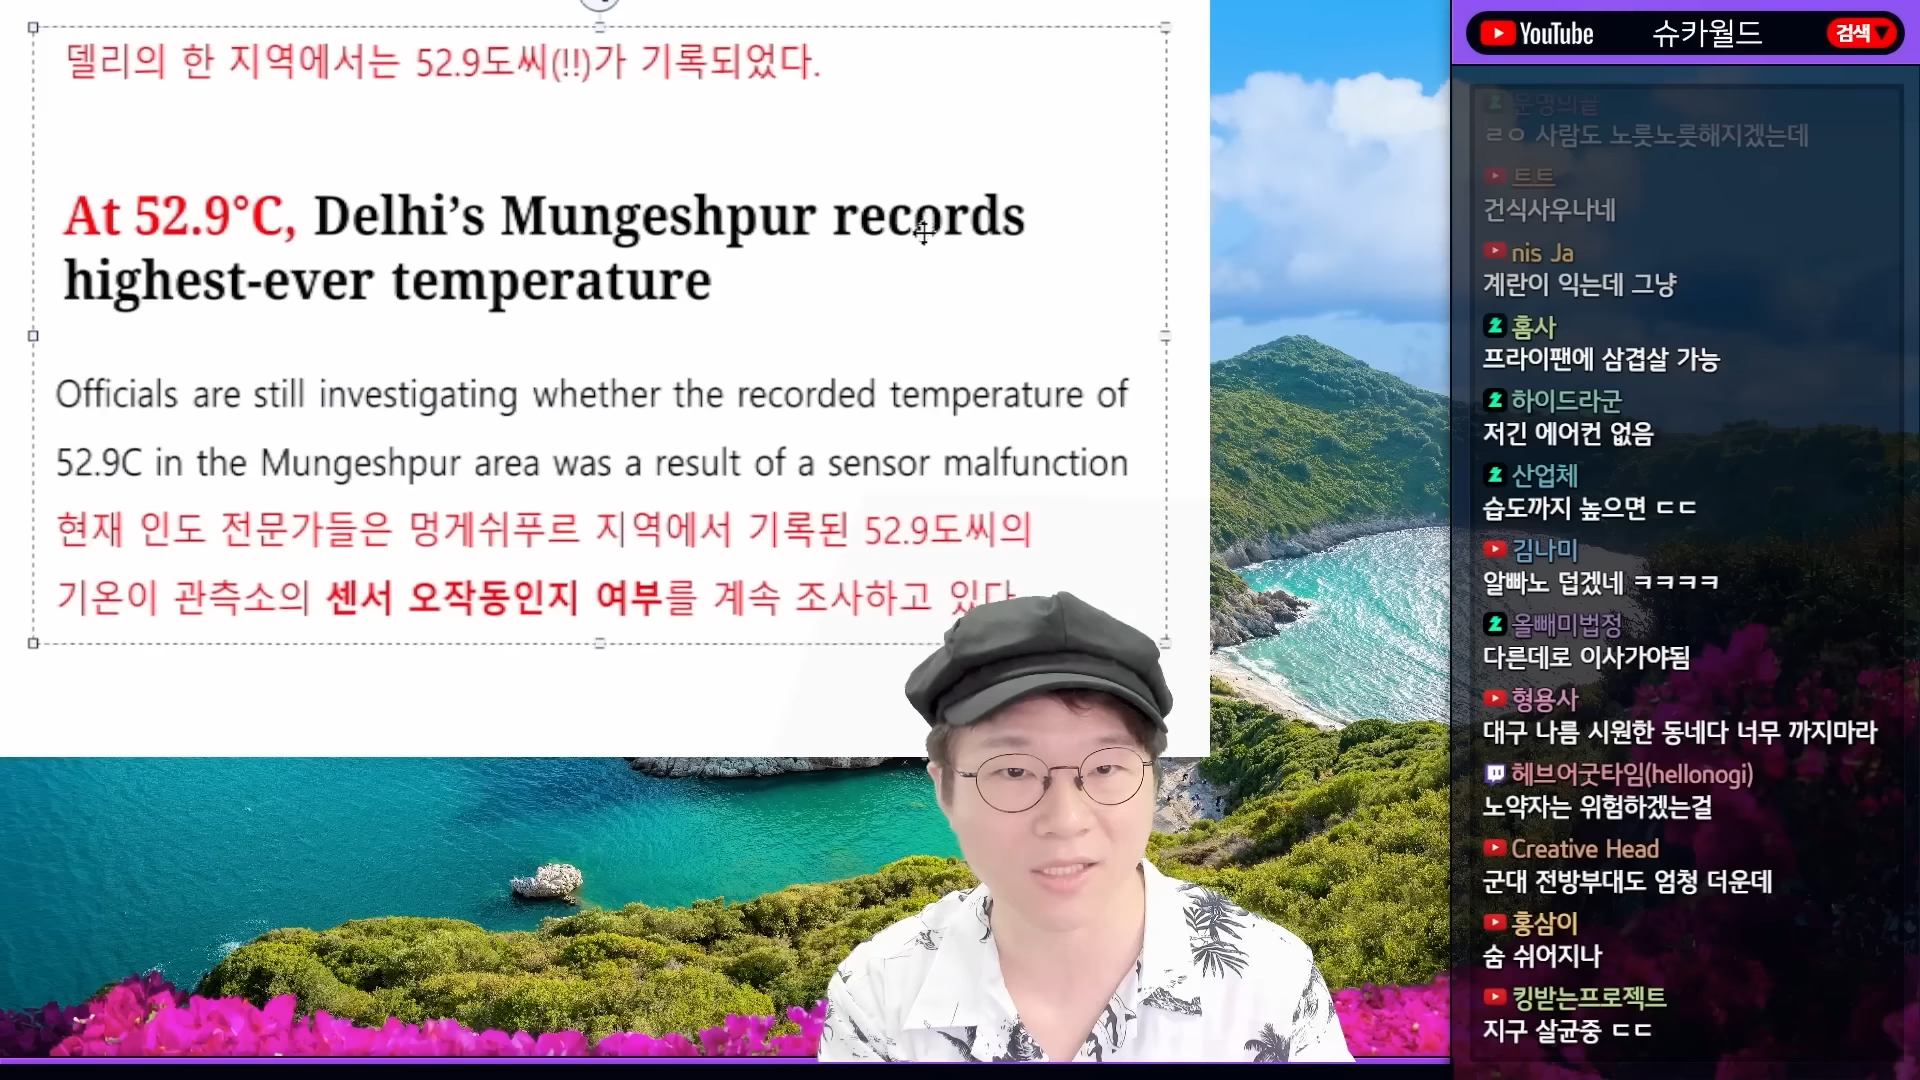 델리의 한 지역에서는 52.9도씨(!!)가 기록되었다.
At 52.9°C, Delhi’s Mungeshpur records
highest-ever temperature
Officials are still investigating whether the recorded temperature of
52.9C in the Mungeshpur area was a result of a sensor malfunction
현재 인도 전문가들은 멍게쉬푸르 지역에서 기록된 52.9도씨의
기온이 관측소의 센서 오작동인지 여부를 계속 조사하고 있다
YouTube 슈카월드 검색
운명의끝
ㄹㅇ 사람도 노릇노릇해지겠는데
트트
건식사우나네
nis Ja
계란이 익는데 그냥
홈사
프라이팬에 삼겹살 가능
하이드라군
저긴 에어컨 없음
산업체
습도까지 높으면 ㄷㄷ
김나미
알빠노 덥겠네 ㅋㅋㅋㅋ
올빼미법정
다른데로 이사가야됨
형용사
대구 나름 시원한 동네다 너무 까지마라
헤브어굿타임(hellonogi)
노약자는 위험하겠는걸
Creative Head
군대 전방부대도 엄청 더운데
홍삼이
숨 쉬어지나
킹받는프로젝트
지구 살균중 ㄷㄷ